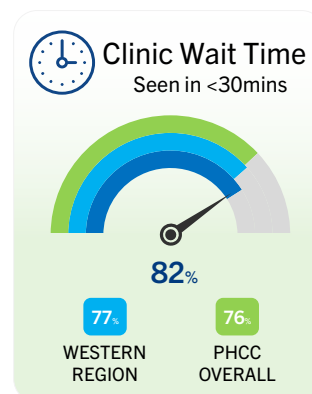 Clinic Wait Time
Seen in <30mins
82%
77%
76%
WESTERN
REGION
PHCC
OVERALL